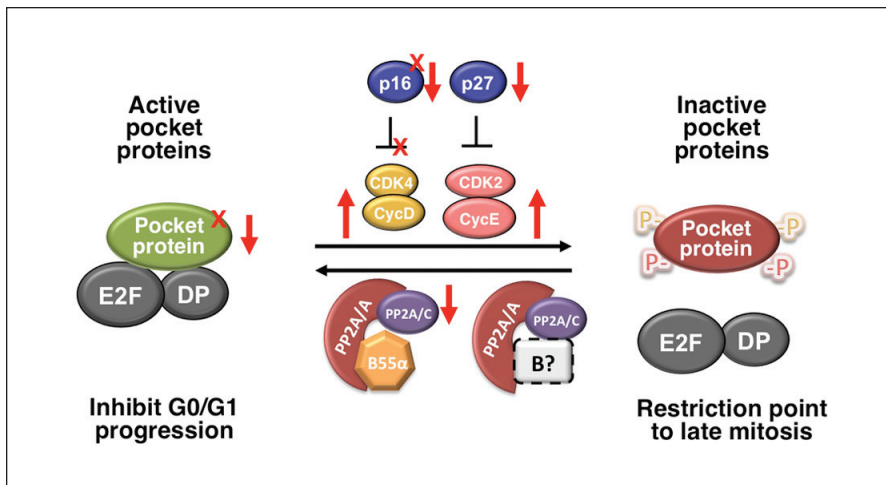 Active
pocket
proteins
X
Pocket
protein
E2F
DP
Inhibit G0/G1
progression
X
p16
p27
X
CDK4
CycD
CDK2
CycE
PP2A/A
PP2A/C
B55α
PP2A/A
PP2A/C
B?
Inactive
pocket
proteins
P-
-P
Pocket
protein
P-
-P
E2F
DP
Restriction point
to late mitosis